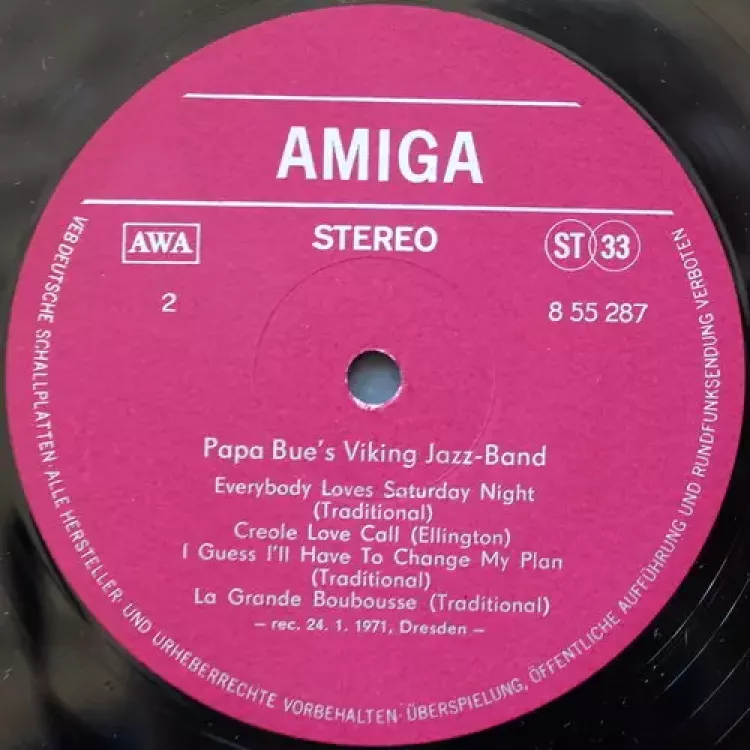 AMIGA
AWA
STEREO
ST 33
2
8 55 287
Papa Bue's Viking Jazz-Band
Everybody Loves Saturday Night
(Traditional)
Creole Love Call (Ellington)
I Guess I'll Have To Change My Plan
(Traditional)
La Grande Boubousse (Traditional)
— rec. 24. 1. 1971, Dresden —
VEB DEUTSCHE SCHALLPLATTEN · ALLE HERSTELLER- UND URHEBERRECHTE VORBEHALTEN · ÜBERSPIELUNG, ÖFFENTLICHE AUFFÜHRUNG UND RUNDFUNKSENDUNG VERBOTEN